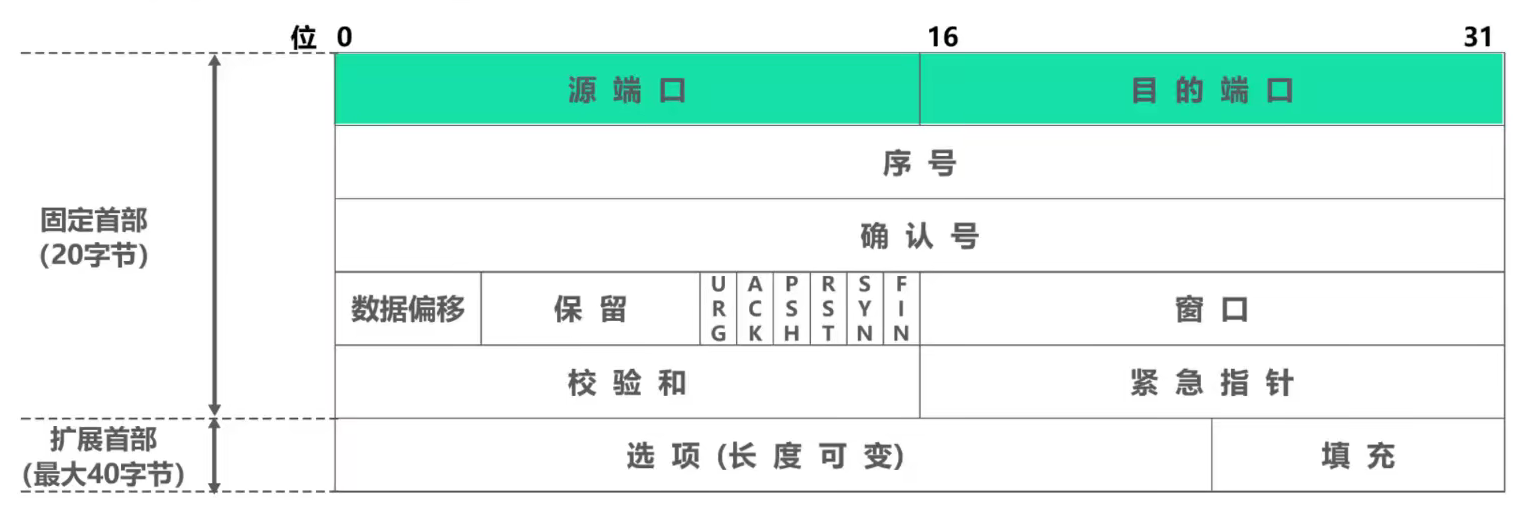 位 0 16 31
源端口 目的端口
序号
确认号
固定首部
(20字节)
数据偏移 保留 URG ACK PSH RST SYN FIN 窗口
校验和 紧急指针
扩展首部
(最大40字节)
选项(长度可变) 填充